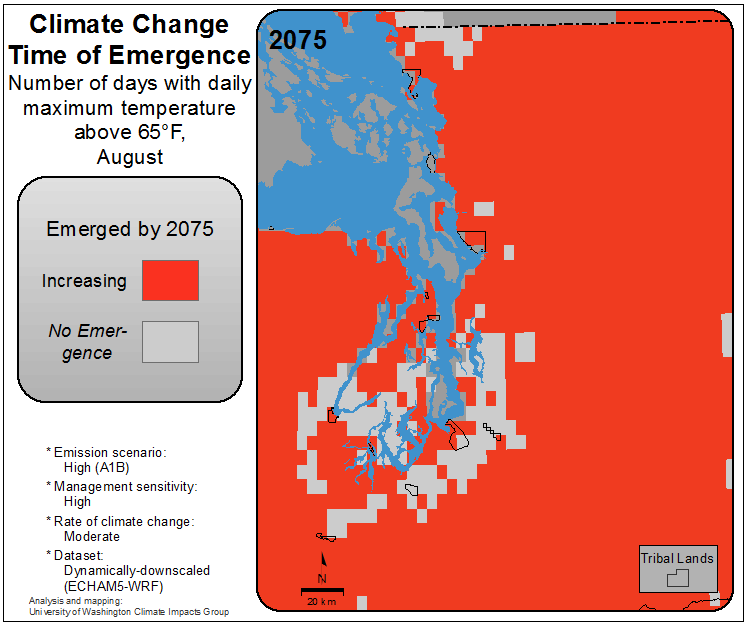 Climate Change
Time of Emergence
Number of days with daily
maximum temperature
above 65°F,
August
Emerged by 2075
Increasing
No Emer-
gence
* Emission scenario:
High (A1B)
* Management sensitivity:
High
* Rate of climate change:
Moderate
* Dataset:
Dynamically-downscaled
(ECHAM5-WRF)
Analysis and mapping:
University of Washington Climate Impacts Group
2075
N
20 km
Tribal Lands